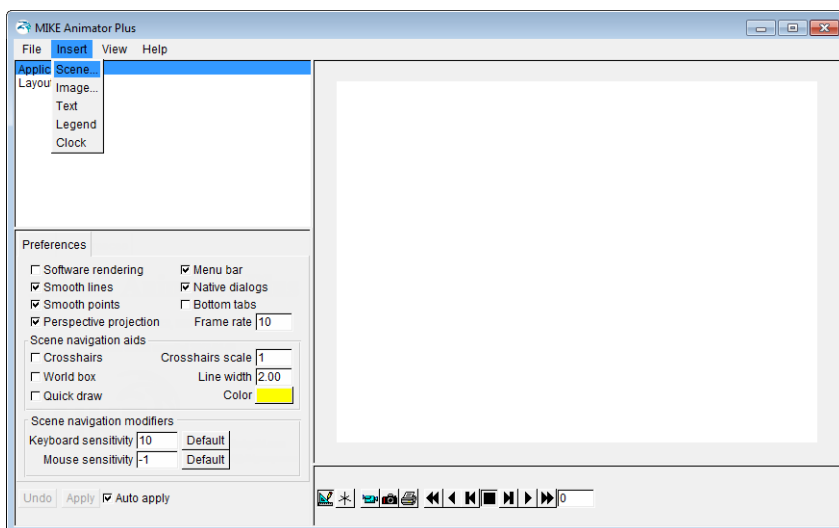 MIKE Animator Plus
File Insert View Help
Applic Scene...
Layou Image...
Text
Legend
Clock
Preferences
Software rendering Menu bar
Smooth lines Native dialogs
Smooth points Bottom tabs
Perspective projection Frame rate 10
Scene navigation aids
Crosshairs Crosshairs scale 1
World box Line width 2.00
Quick draw Color
Scene navigation modifiers
Keyboard sensitivity 10 Default
Mouse sensitivity -1 Default
Undo Apply Auto apply 0